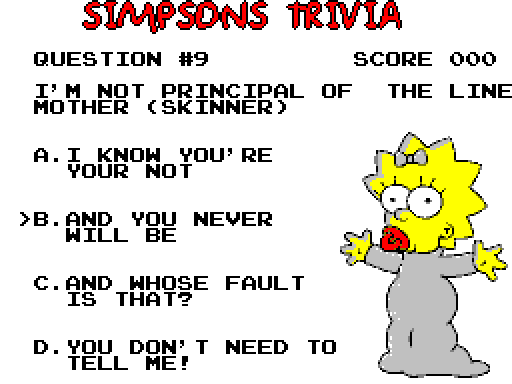 SIMPSONS TRIVIA
QUESTION #9 SCORE 000
I'M NOT PRINCIPAL OF THE LINE
MOTHER (SKINNER)
A.I KNOW YOU'RE
YOUR NOT
>B.AND YOU NEVER
WILL BE
C.AND WHOSE FAULT
IS THAT?
D.YOU DON'T NEED TO
TELL ME!